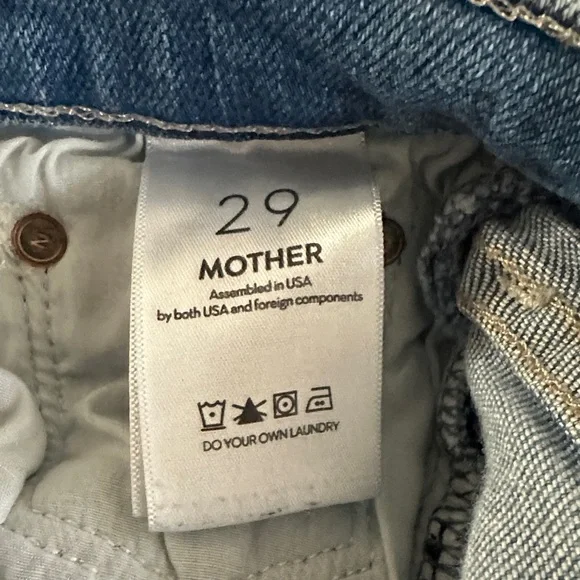 29
MOTHER
Assembled in USA
by both USA and foreign components
DO YOUR OWN LAUNDRY